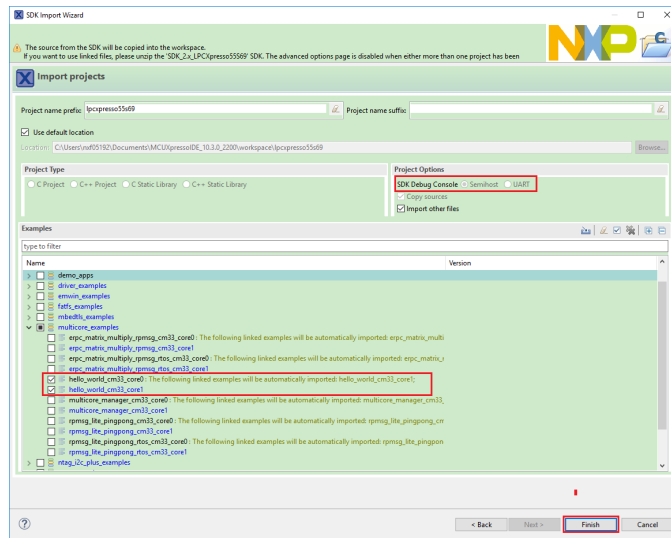 SDK Import Wizard
The source from the SDK will be copied into the workspace.
If you want to use linked files, please unzip the 'SDK_2.x_LPCXpresso55S69' SDK. The advanced options page is disabled when either more than one project has been
NXP
Import projects
Project name prefix: lpcxpresso55s69
Project name suffix:
Use default location
Location: C:\Users\nxf05192\Documents\MCUXpressoIDE_10.3.0_2200\workspace\lpcxpresso55s69
Browse...
Project Type
C Project C++ Project C Static Library C++ Static Library
Project Options
SDK Debug Console Semihost UART
Copy sources
Import other files
Examples
type to filter
Name Version
demo_apps
driver_examples
emwin_examples
fatfs_examples
mbedtls_examples
multicore_examples
erpc_matrix_multiply_rpmsg_cm33_core0: The following linked examples will be automatically imported: erpc_matrix_multi
erpc_matrix_multiply_rpmsg_cm33_core1
erpc_matrix_multiply_rpmsg_rtos_cm33_core0: The following linked examples will be automatically imported: erpc_matrix_r
erpc_matrix_multiply_rpmsg_rtos_cm33_core1
hello_world_cm33_core0: The following linked examples will be automatically imported: hello_world_cm33_core1;
hello_world_cm33_core1
multicore_manager_cm33_core0: The following linked examples will be automatically imported: multicore_manager_cm33_
multicore_manager_cm33_core1
rpmsg_lite_pingpong_cm33_core0: The following linked examples will be automatically imported: rpmsg_lite_pingpong_cm
rpmsg_lite_pingpong_cm33_core1
rpmsg_lite_pingpong_rtos_cm33_core0: The following linked examples will be automatically imported: rpmsg_lite_pingpon
rpmsg_lite_pingpong_rtos_cm33_core1
ntag_i2c_plus_examples
< Back Next > Finish Cancel